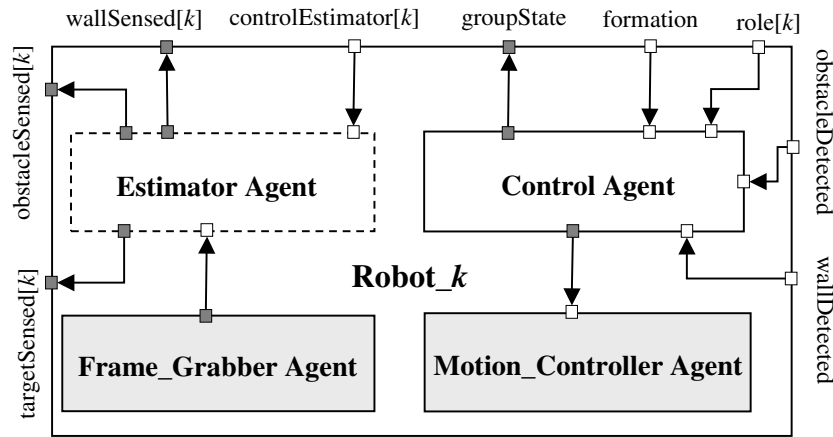 wallSensed[k]
controlEstimator[k]
groupState
formation
role[k]
obstacleSensed[k]
obstacleDetected
Estimator Agent
Control Agent
targetSensed[k]
Robot_k
wallDetected
Frame_Grabber Agent
Motion_Controller Agent